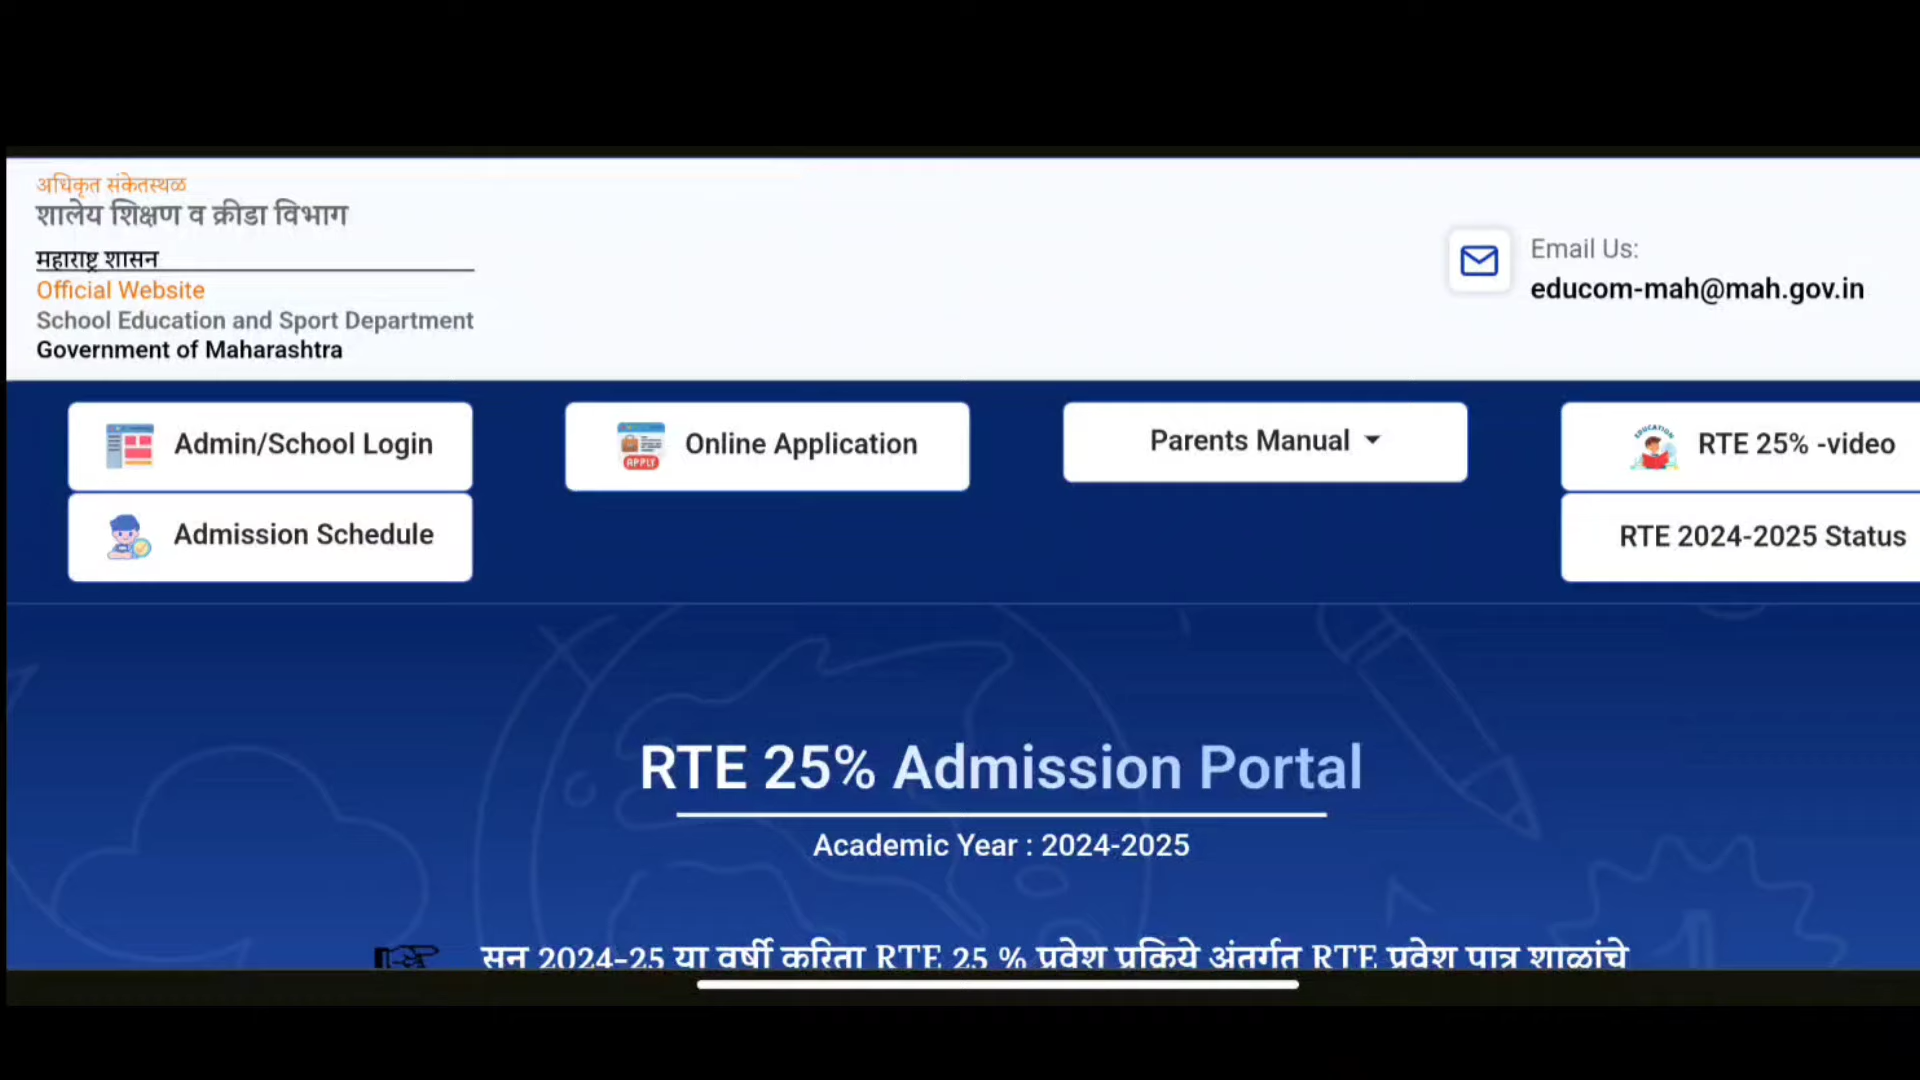 अधिकृत संकेतस्थळ
शालेय शिक्षण व क्रीडा विभाग
महाराष्ट्र शासन
Official Website
School Education and Sport Department
Government of Maharashtra
Email Us:
educom-mah@mah.gov.in
Admin/School Login
Online Application
APPLY
Parents Manual
EDUCATION
RTE 25% -video
Admission Schedule
RTE 2024-2025 Status
RTE 25% Admission Portal
Academic Year : 2024-2025
सन 2024-25 या वर्षी करिता RTE 25 % प्रवेश प्रकिये अंतर्गत RTE प्रवेश पात्र शाळांचे